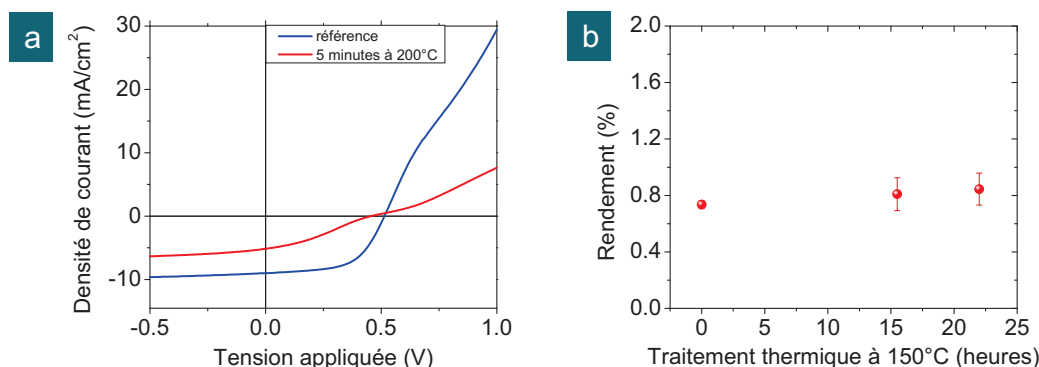 a
Densité de courant (mA/cm²)
30
20
10
0
-10
référence
5 minutes à 200°C
-0.5
0.0
0.5
1.0
Tension appliquée (V)
b
Rendement (%)
2.0
1.6
1.2
0.8
0.4
0.0
0
5
10
15
20
25
Traitement thermique à 150°C (heures)